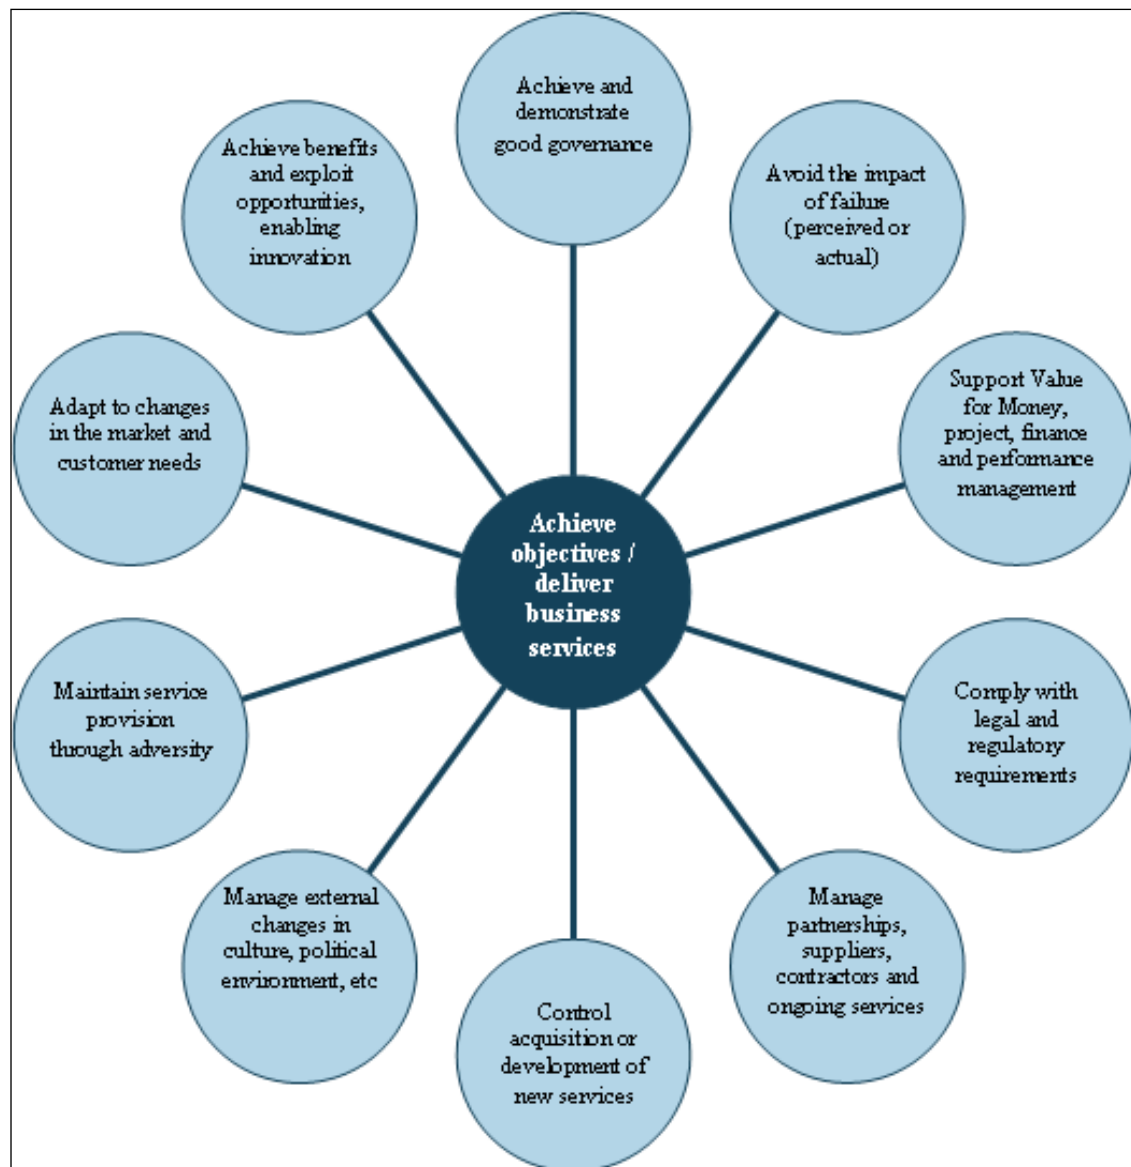 Achieve and
demonstrate
good governance
Avoid the impact
of failure
(perceived or
actual)
Support Value
for Money,
project, finance
and performance
management
Comply with
legal and
regulatory
requirements
Manage
partnerships,
suppliers,
contractors and
ongoing services
Control
acquisition or
development of
new services
Manage external
changes in
culture, political
environment, etc
Maintain service
provision
through adversity
Adapt to changes
in the market and
customer needs
Achieve benefits
and exploit
opportunities,
enabling
innovation
Achieve
objectives /
deliver
business
services